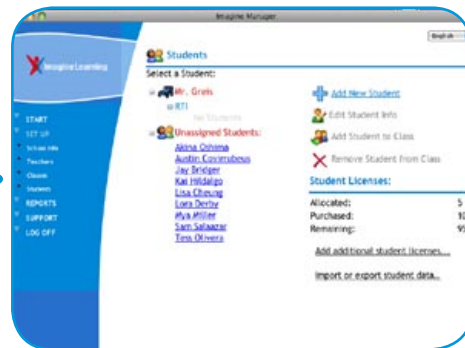 Imagine Manager
English
Imagine Learning
START
SET UP
School Info
Teachers
Classes
Students
REPORTS
SUPPORT
LOG OFF
Students
Select a Student:
Mr. Greis
RTI
No Students
Unassigned Students:
Akina Oshima
Austin Covirrubeus
Jay Bridger
Kai Hidalgo
Lisa Cheung
Lora Derby
Mya Miller
Sam Salaazar
Tess Olivera
Add New Student
Edit Student Info
Add Student to Class
Remove Student from Class
Student Licenses:
Allocated: 5
Purchased:
Remaining:
Add additional student licenses...
Import or export student data..